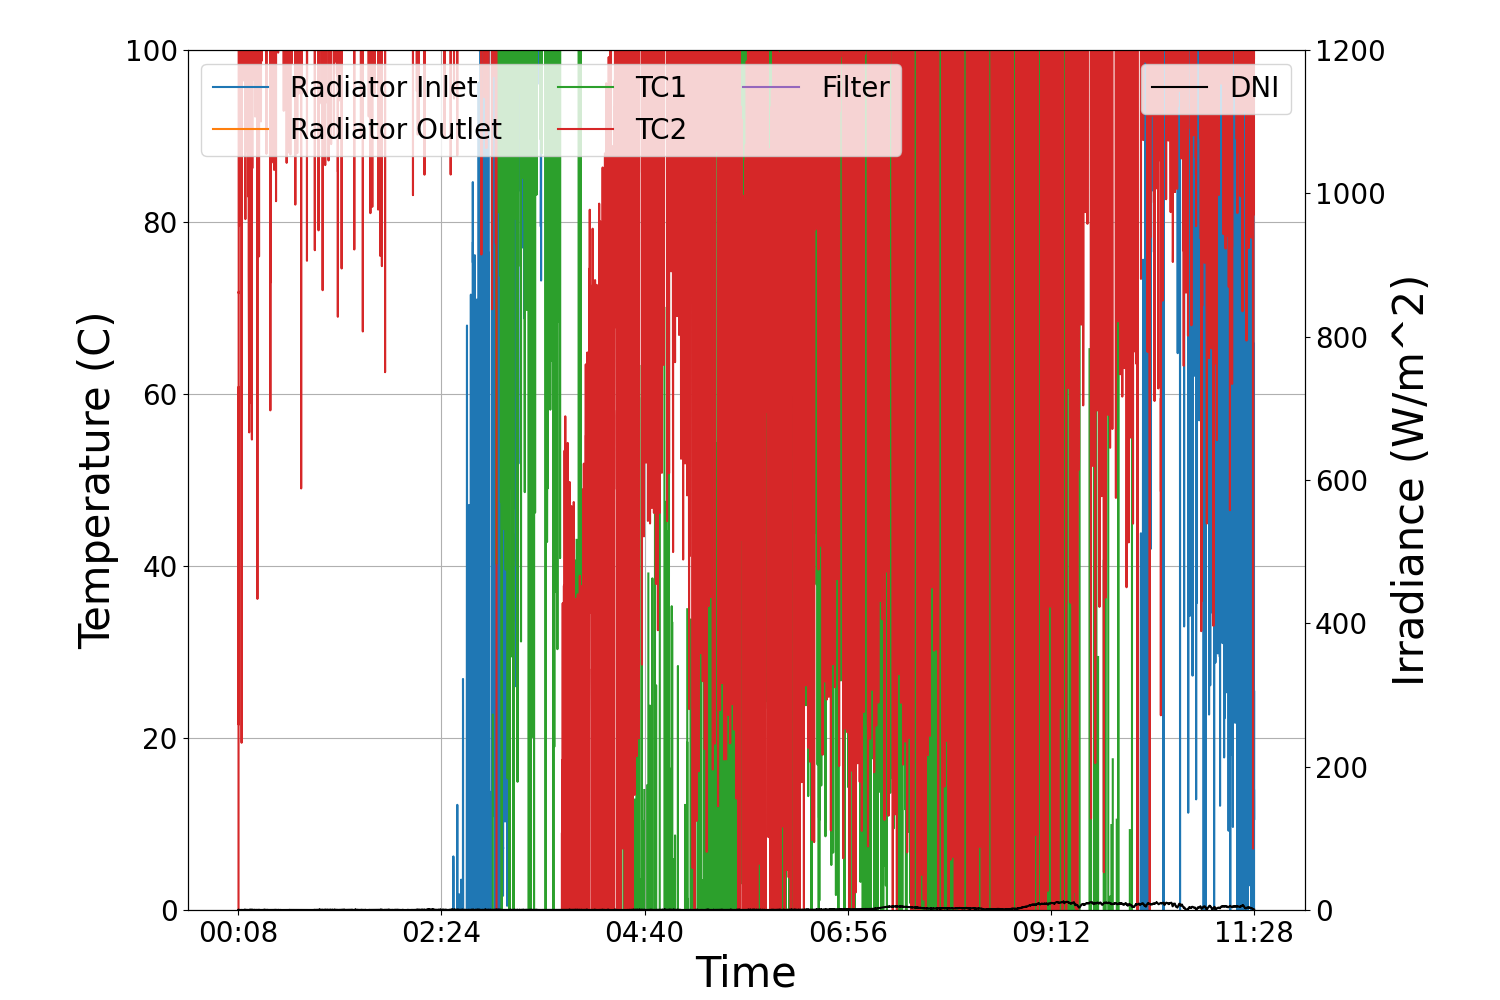 100
80
60
40
20
0
Temperature (C)
Radiator Inlet
Radiator Outlet
TC1
TC2
Filter
DNI
1200
1000
800
600
400
200
0
Irradiance (W/m^2)
00:08
02:24
04:40
06:56
09:12
11:28
Time